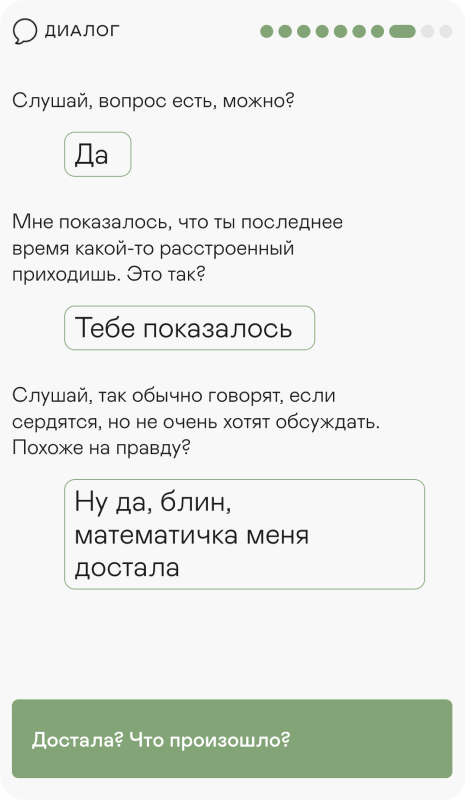 ДИАЛОГ
Слушай, вопрос есть, можно?
Да
Мне показалось, что ты последнее
время какой-то расстроенный
приходишь. Это так?
Тебе показалось
Слушай, так обычно говорят, если
сердятся, но не очень хотят обсуждать.
Похоже на правду?
Ну да, блин,
математичка меня
достала
Достала? Что произошло?